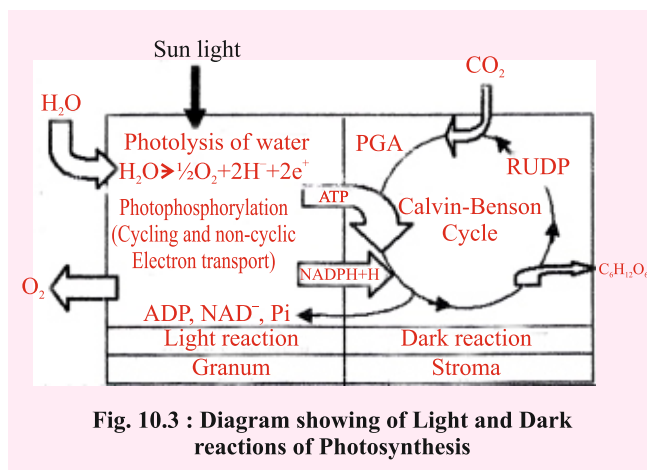 Sun light
CO₂
H₂O
Photolysis of water
H₂O➤½O₂+2H⁻+2e⁺
PGA
RUDP
ATP
Photophosphorylation
(Cycling and non-cyclic
Electron transport)
Calvin-Benson
Cycle
NADPH+H
C₆H₁₂O₆
O₂
ADP, NAD⁻, Pi
Light reaction
Dark reaction
Granum
Stroma
Fig. 10.3 : Diagram showing of Light and Dark
reactions of Photosynthesis